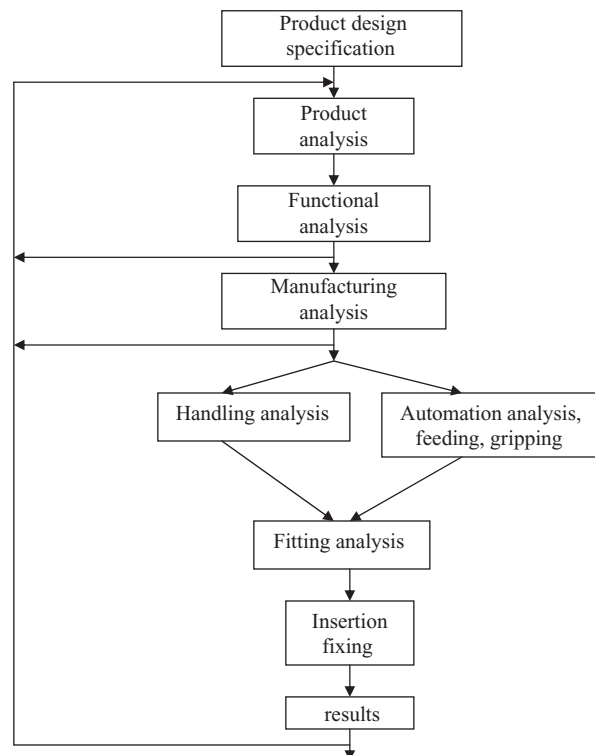 Product design
specification
Product
analysis
Functional
analysis
Manufacturing
analysis
Handling analysis
Automation analysis,
feeding, gripping
Fitting analysis
Insertion
fixing
results